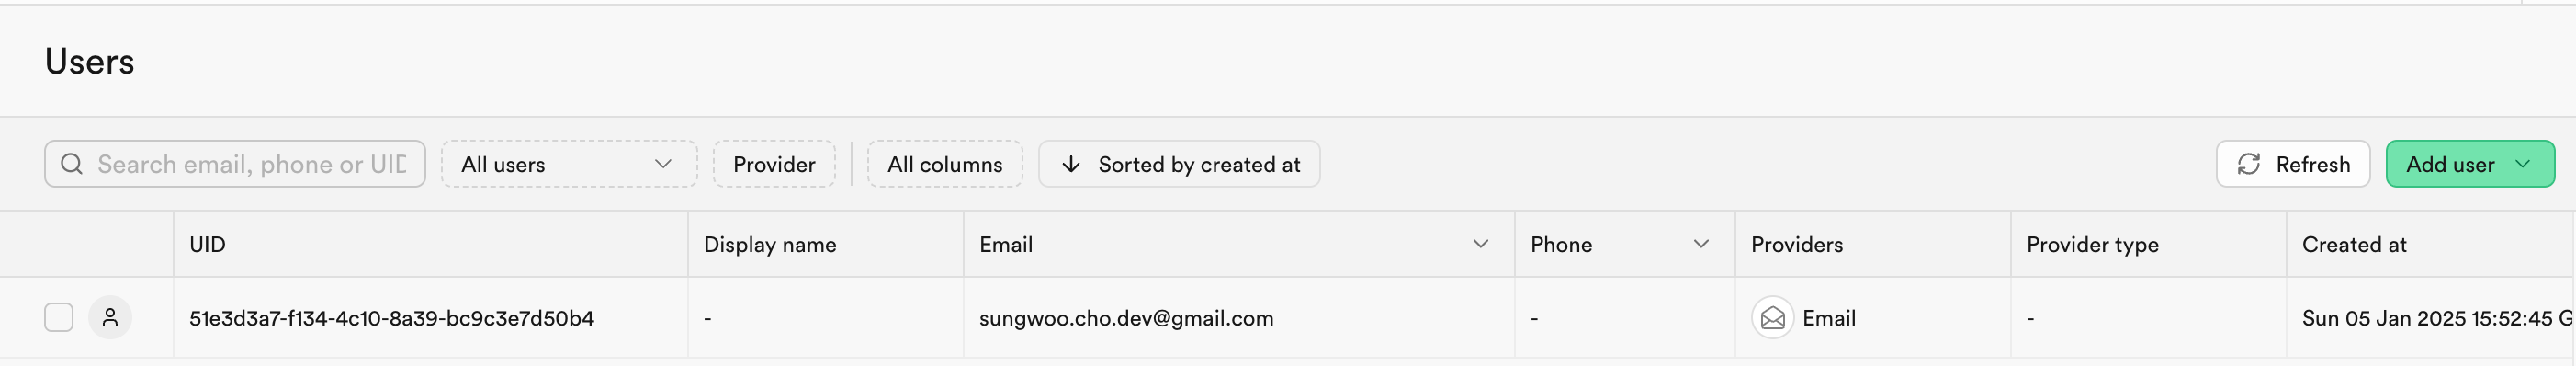 Users
Search email, phone or UID All users Provider All columns Sorted by created at Refresh Add user
UID Display name Email Phone Providers Provider type Created at
51e3d3a7-f134-4c10-8a39-bc9c3e7d50b4 - sungwoo.cho.dev@gmail.com - Email - Sun 05 Jan 2025 15:52:45 G